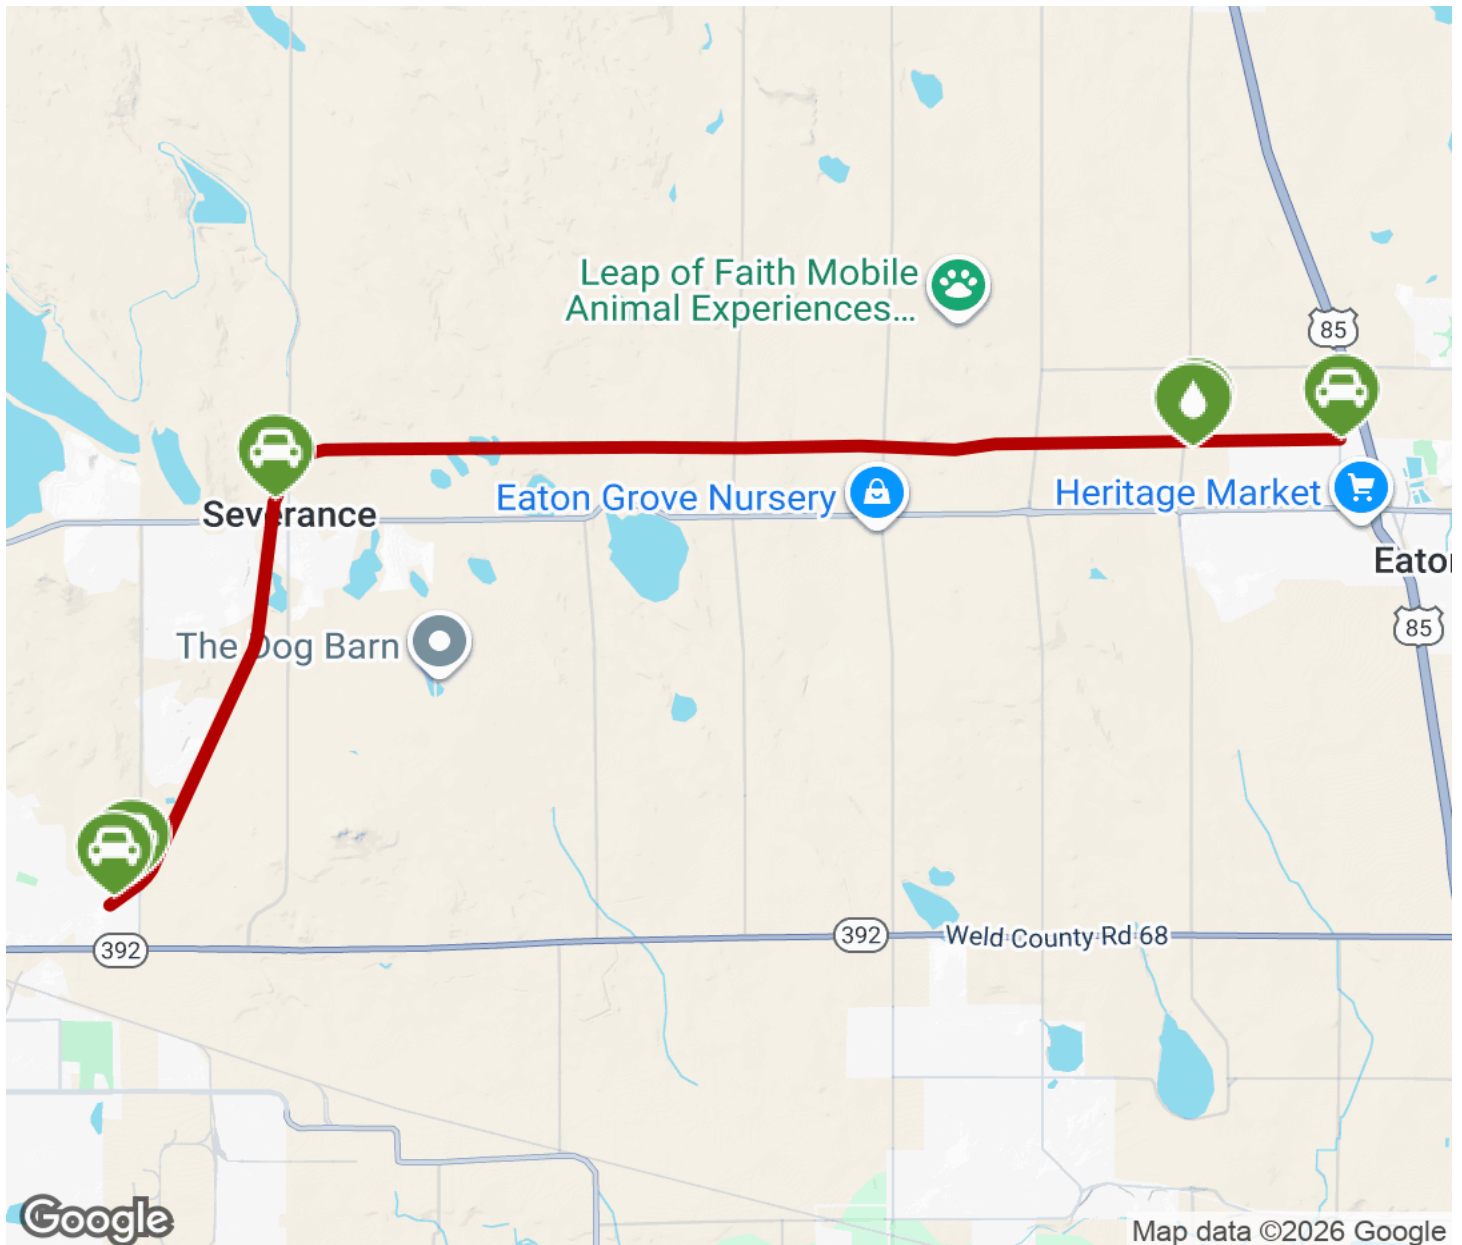 Leap of Faith Mobile
Animal Experiences...
85
Eaton Grove Nursery
Heritage Market
Severance
Eaton
85
The Dog Barn
392
392
Weld County Rd 68
Google
Map data ©2026 Google